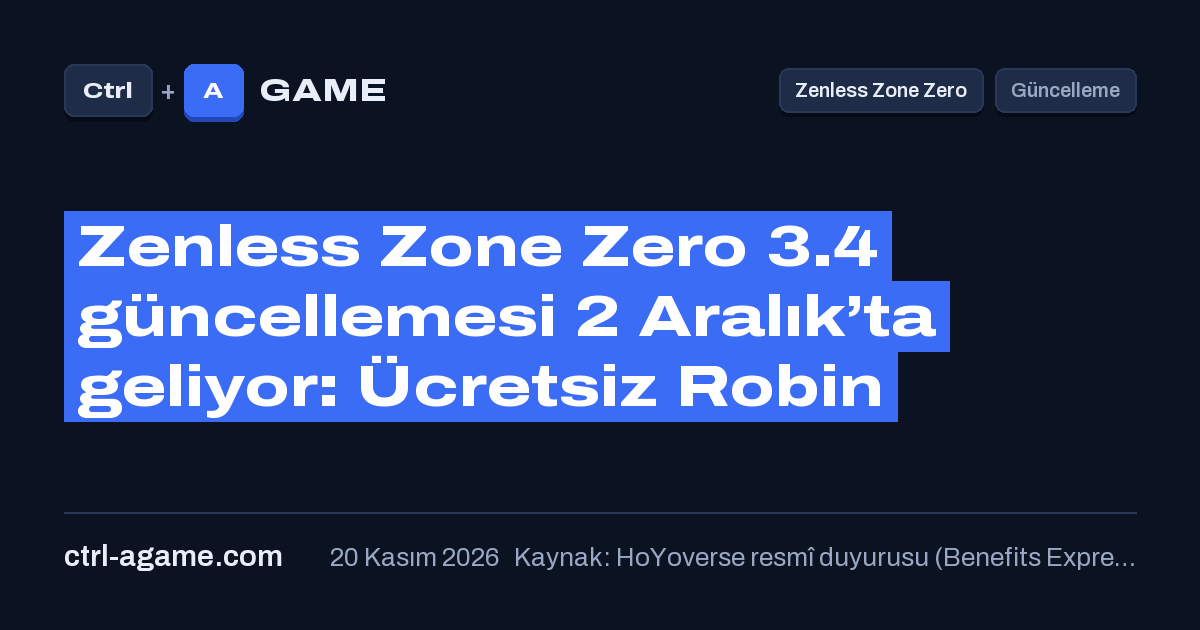 Ctrl + A GAME
Zenless Zone Zero Güncelleme
Zenless Zone Zero 3.4
güncellemesi 2 Aralık’ta
geliyor: Ücretsiz Robin
ctrl-agame.com 20 Kasım 2026 Kaynak: HoYoverse resmî duyurusu (Benefits Expre…